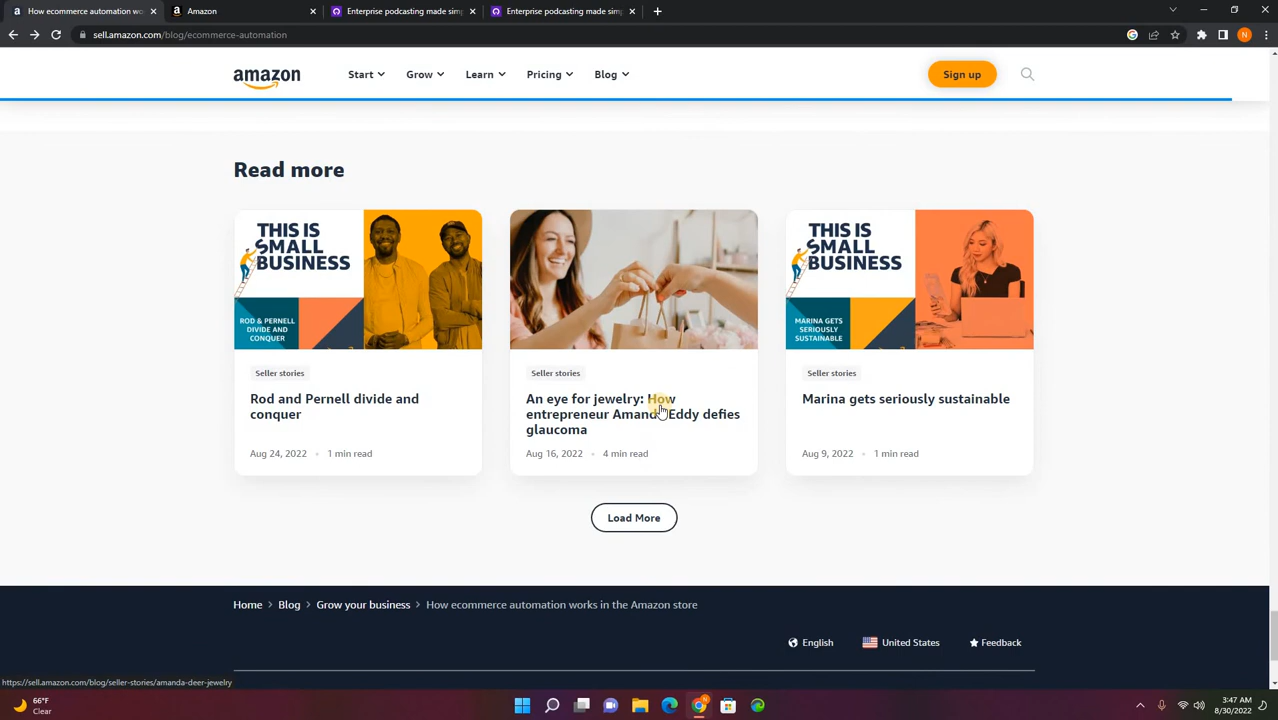 How ecommerce automation wor
Amazon
Enterprise podcasting made sim
Enterprise podcasting made sim
sell.amazon.com/blog/ecommerce-automation
N
amazon
Start
Grow
Learn
Pricing
Blog
Sign up
Read more
THIS IS
SMALL
BUSINESS
ROD & PERNELL
DIVIDE AND
CONQUER
Seller stories
Rod and Pernell divide and
conquer
Aug 24, 2022 • 1 min read
Seller stories
An eye for jewelry: How
entrepreneur Amanda Eddy defies
glaucoma
Aug 16, 2022 • 4 min read
THIS IS
SMALL
BUSINESS
MARINA GETS
SERIOUSLY
SUSTAINABLE
Seller stories
Marina gets seriously sustainable
Aug 9, 2022 • 1 min read
Load More
Home > Blog > Grow your business > How ecommerce automation works in the Amazon store
English
United States
Feedback
https://sell.amazon.com/blog/seller-stories/amanda-deer-jewelry
66°F
Clear
3:47 AM
8/30/2022